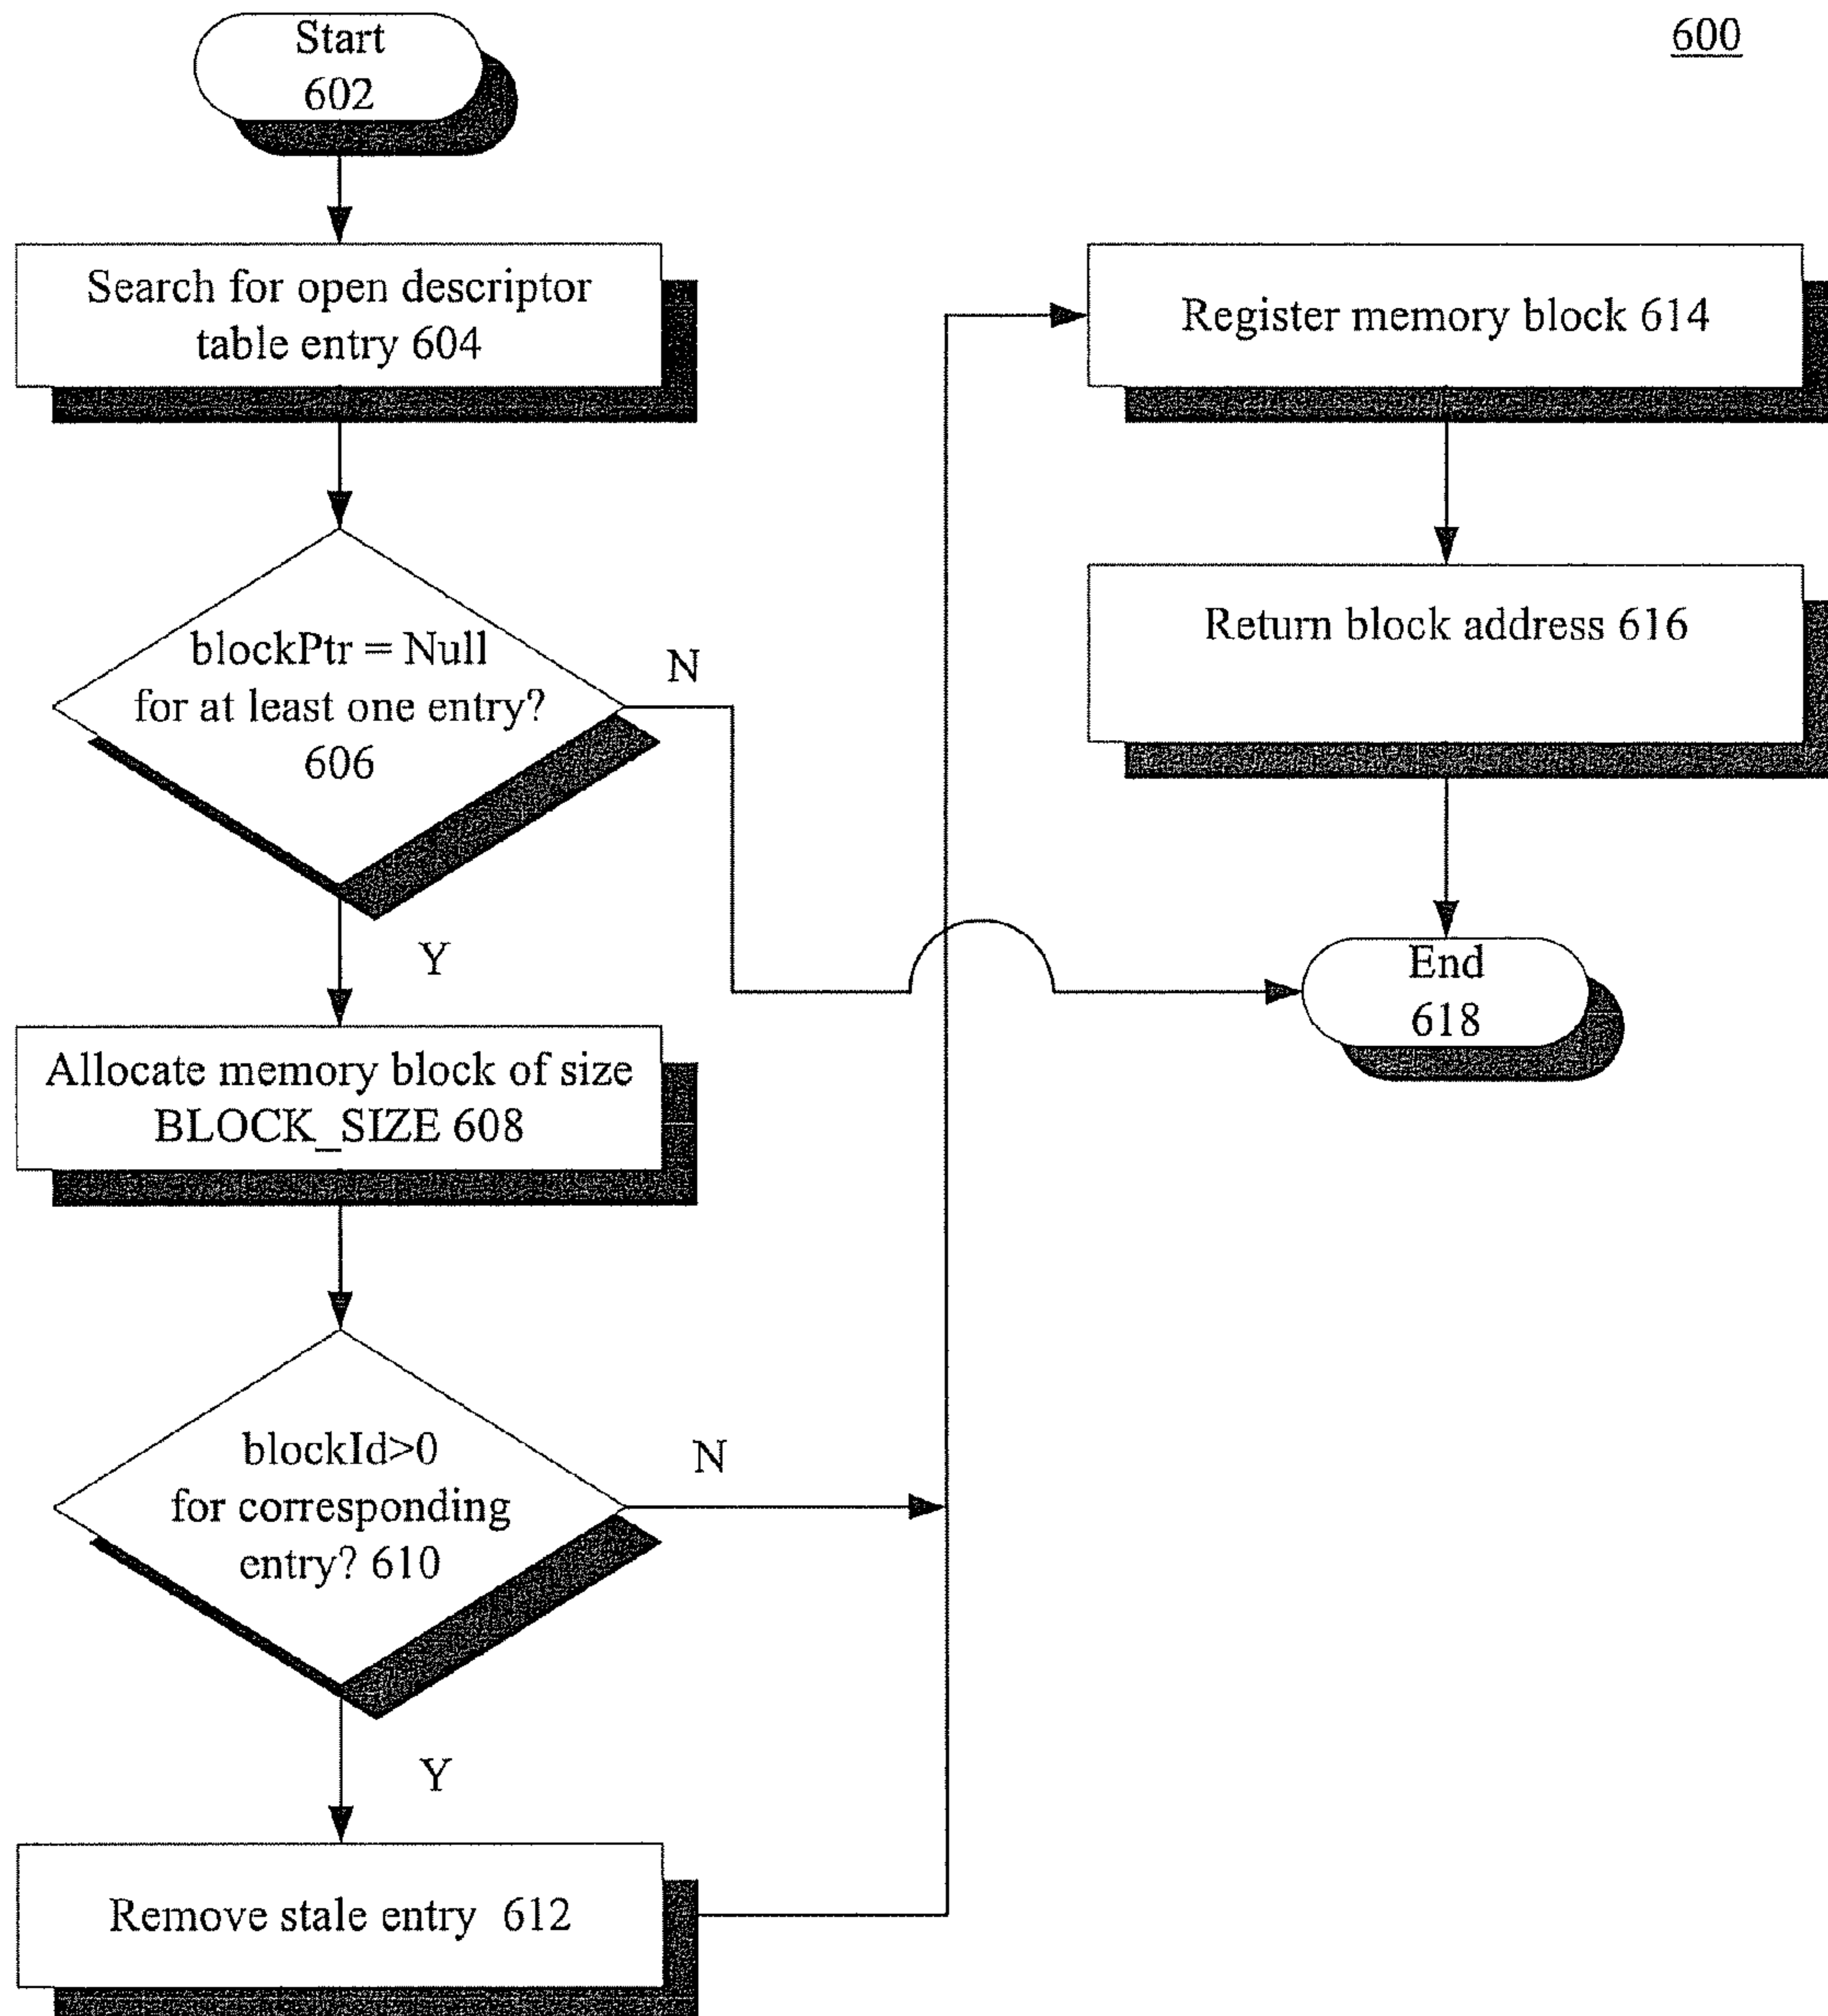 600
Start
602
Search for open descriptor
table entry 604
blockPtr = Null
for at least one entry?
606
N
Y
Allocate memory block of size
BLOCK_SIZE 608
blockId>0
for corresponding
entry? 610
N
Y
Remove stale entry 612
Register memory block 614
Return block address 616
End
618